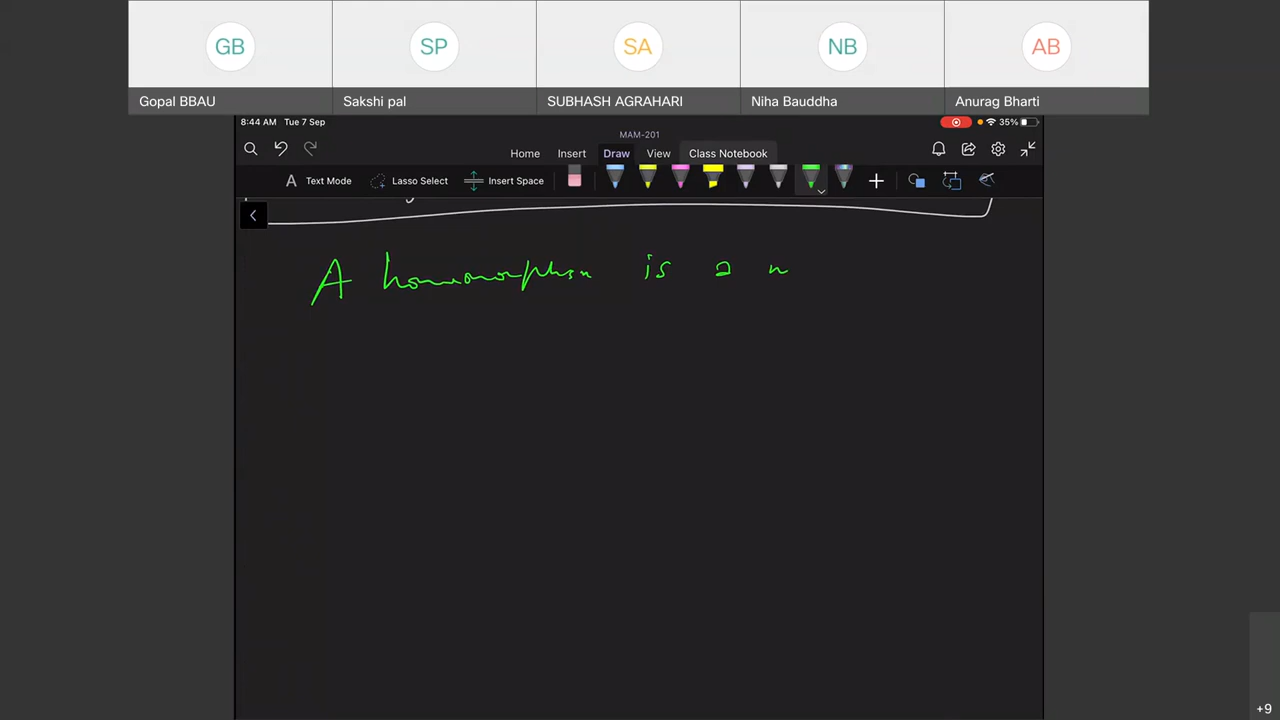 GB SP SA NB AB
Gopal BBAU Sakshi pal SUBHASH AGRAHARI Niha Bauddha Anurag Bharti
8:44 AM Tue 7 Sep 35%
MAM-201
Home Insert Draw View Class Notebook
A Text Mode Lasso Select Insert Space
A is a
+9